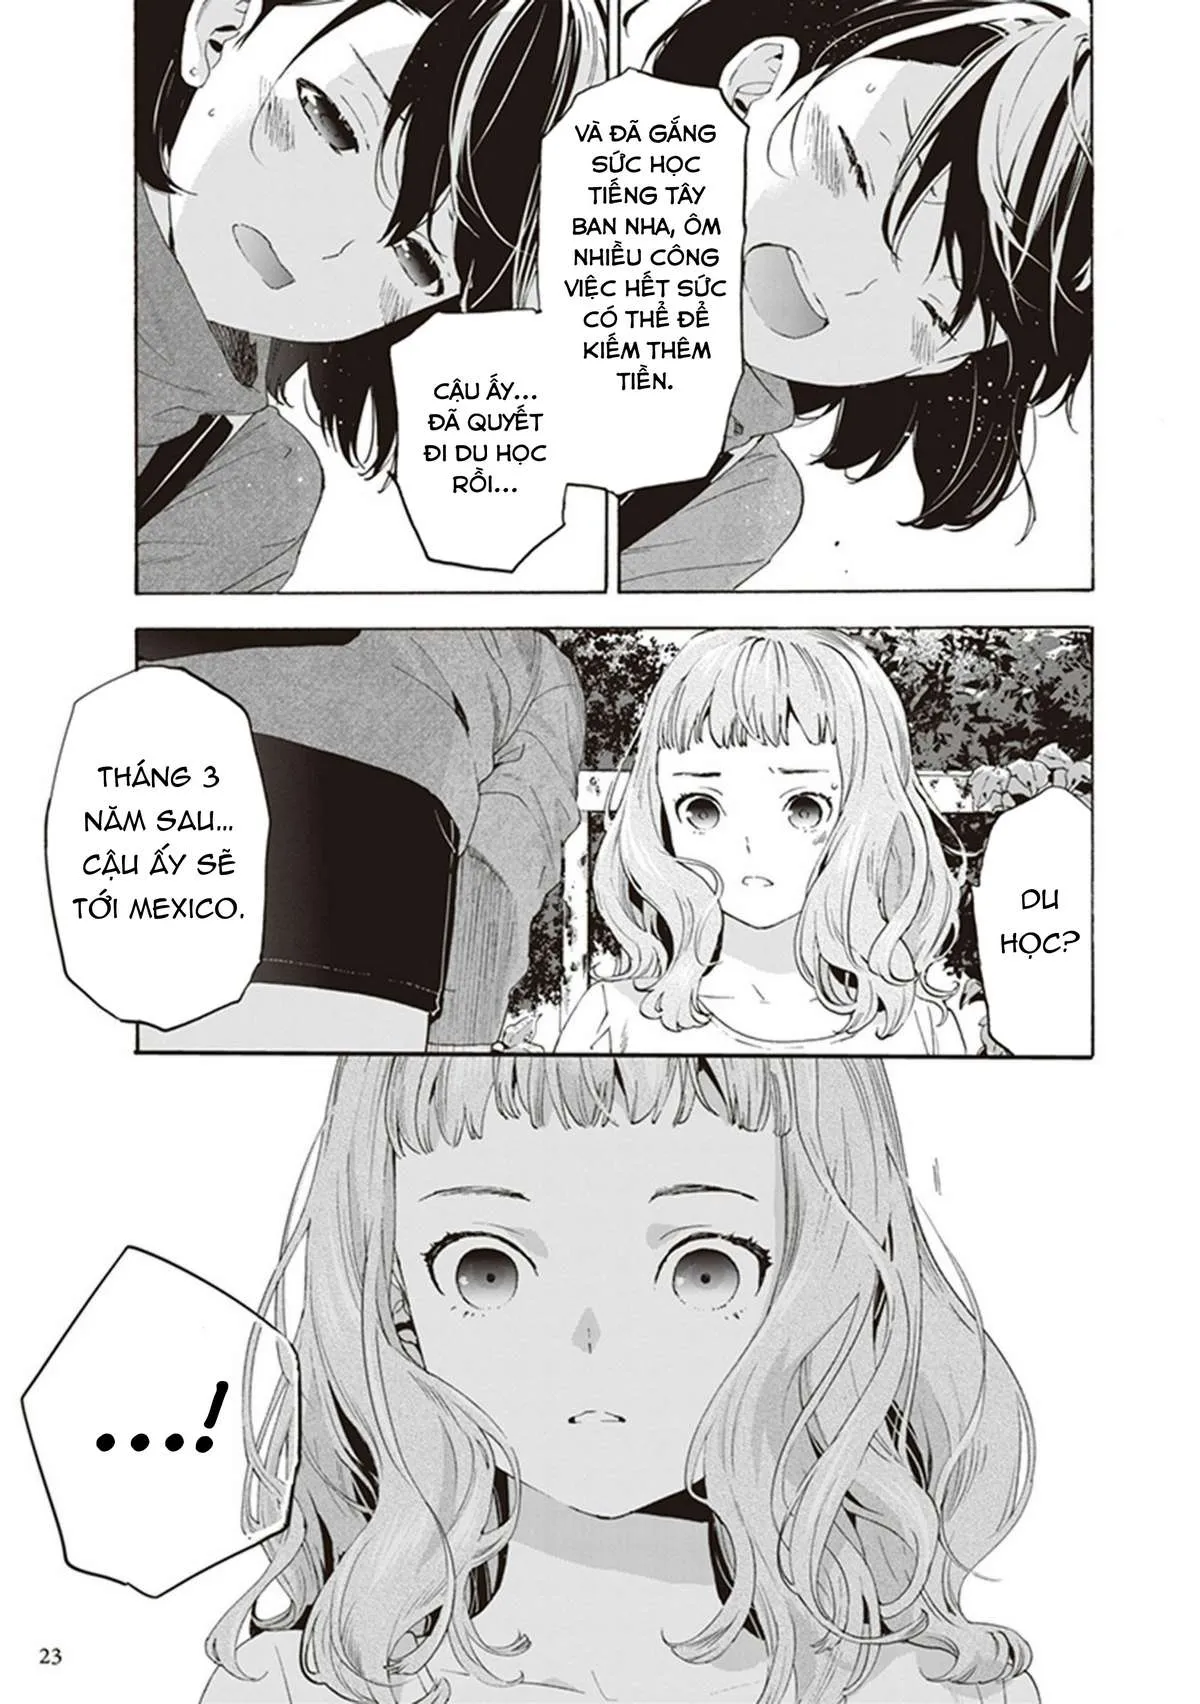 VÀ ĐÃ GẮNG
SỨC HỌC
TIẾNG TÂY
BAN NHA, ÔM
NHIỀU CÔNG
VIỆC HẾT SỨC
CÓ THỂ ĐỂ
KIẾM THÊM
TIỀN.
CẬU ẤY...
ĐÃ QUYẾT
ĐI DU HỌC
RỒI...
DU
HỌC?
THÁNG 3
NĂM SAU...
CẬU ẤY SẼ
TỚI MEXICO.
...!
23